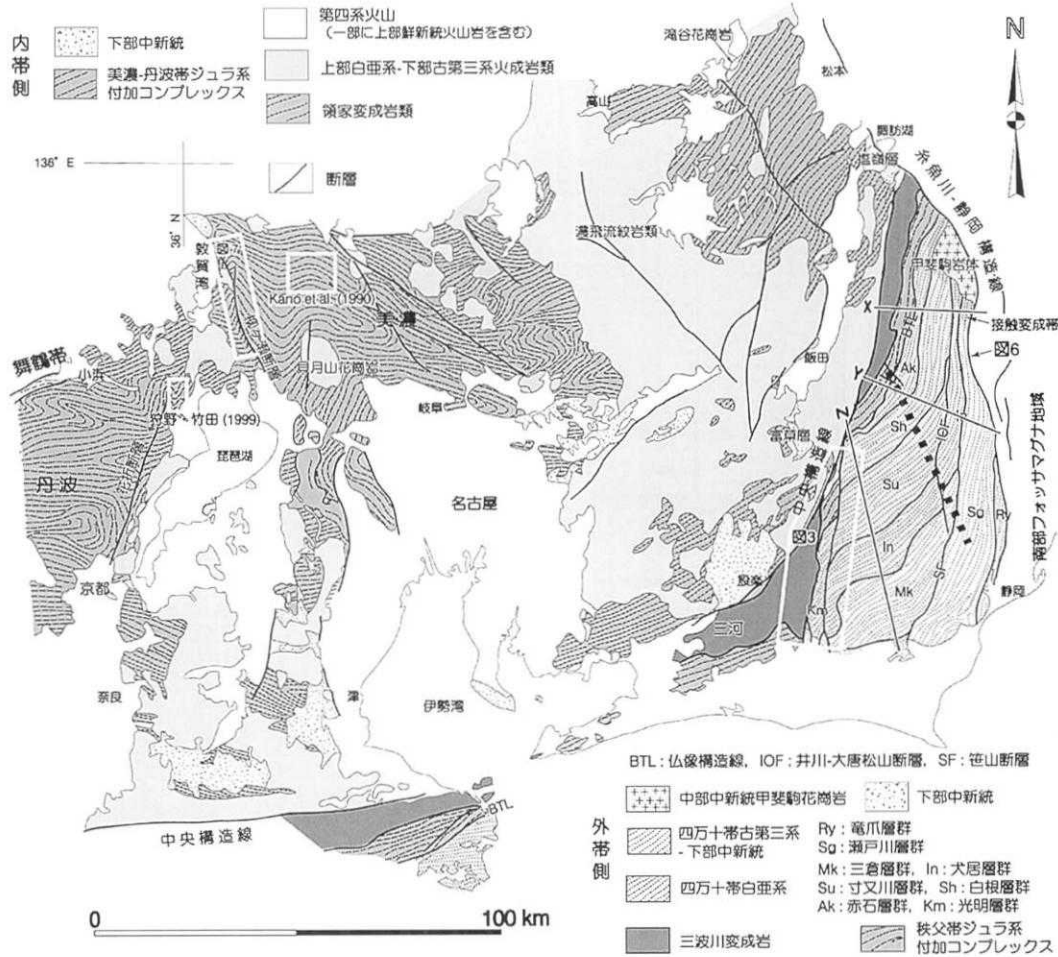 内帯側
下部中新統
美濃-丹波帯ジュラ系
付加コンプレックス
第四系火山
(一部に上部鮮新統火山岩を含む)
上部白亜系-下部古第三系火成岩類
領家変成岩類
断層
136° E
36° N
N
滝谷花崗岩
松本
高山
諏訪湖
塩嶺層
糸魚川-静岡構造線
濃飛流紋岩類
甲斐駒岩体
接触変成帯
図6
敦賀湾
Kano et al. (1990)
美濃
貝月山花崗岩
舞鶴帯
小浜
狩野・竹田 (1999)
琵琶湖
岐阜
丹波
名古屋
京都
飯田
富草層
中央構造線
図3
設楽
三河
X
Y
Z
BTL
Ak
Sh
IOF
Su
Sg
Ry
In
SF
Mk
Km
南部フォッサマグナ地域
静岡
奈良
津
伊勢湾
中央構造線
BTL
0
100 km
BTL : 仏像構造線, IOF : 井川-大唐松山断層, SF : 笹山断層
外帯側
中部中新統甲斐駒花崗岩
下部中新統
四万十帯古第三系
- 下部中新統
四万十帯白亜系
三波川変成岩
Ry : 竜爪層群
Sg : 瀬戸川層群
Mk : 三倉層群, In : 犬居層群
Su : 寸又川層群, Sh : 白根層群
Ak : 赤石層群, Km : 光明層群
秩父帯ジュラ系
付加コンプレックス